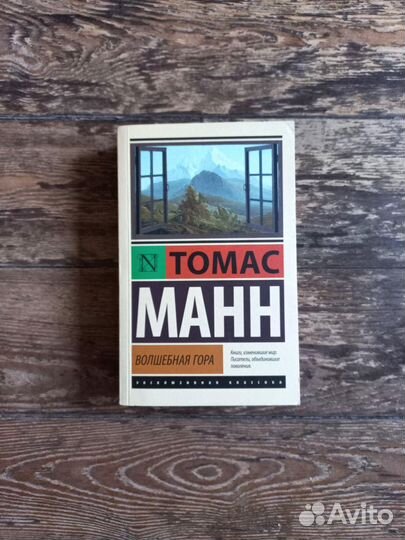 N
ТОМАС
МАНН
ВОЛШЕБНАЯ ГОРА
Книги, изменившие мир.
Писатели, объединившие
поколения.
ЭКСКЛЮЗИВНАЯ КЛАССИКА
Avito